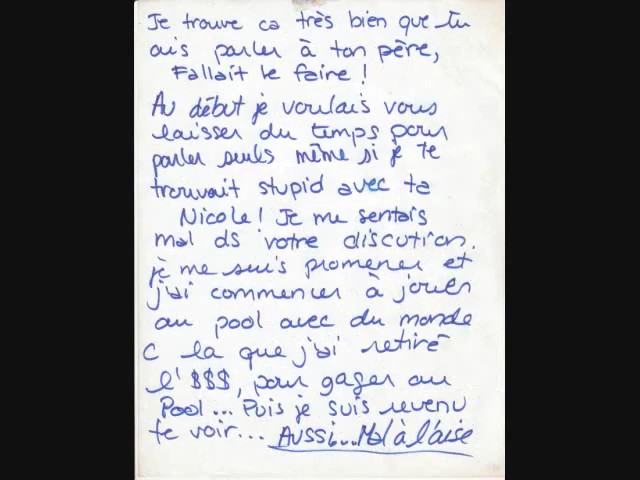 Je trouve ca très bien que tu
ais parler à ton père,
Fallait le faire !
Au début je voulais vous
laisser du temps pour
parler seuls même si je te
trouvait stupid avec ta
Nicole ! Je me sentais
mal ds votre discution.
je me suis promener et
j'ai commencer à jouer
au pool avec du monde
C la que j'ai retiré
l'$$$, pour gager au
Pool... Puis je suis revenu
te voir... Aussi...Mal à l'aise